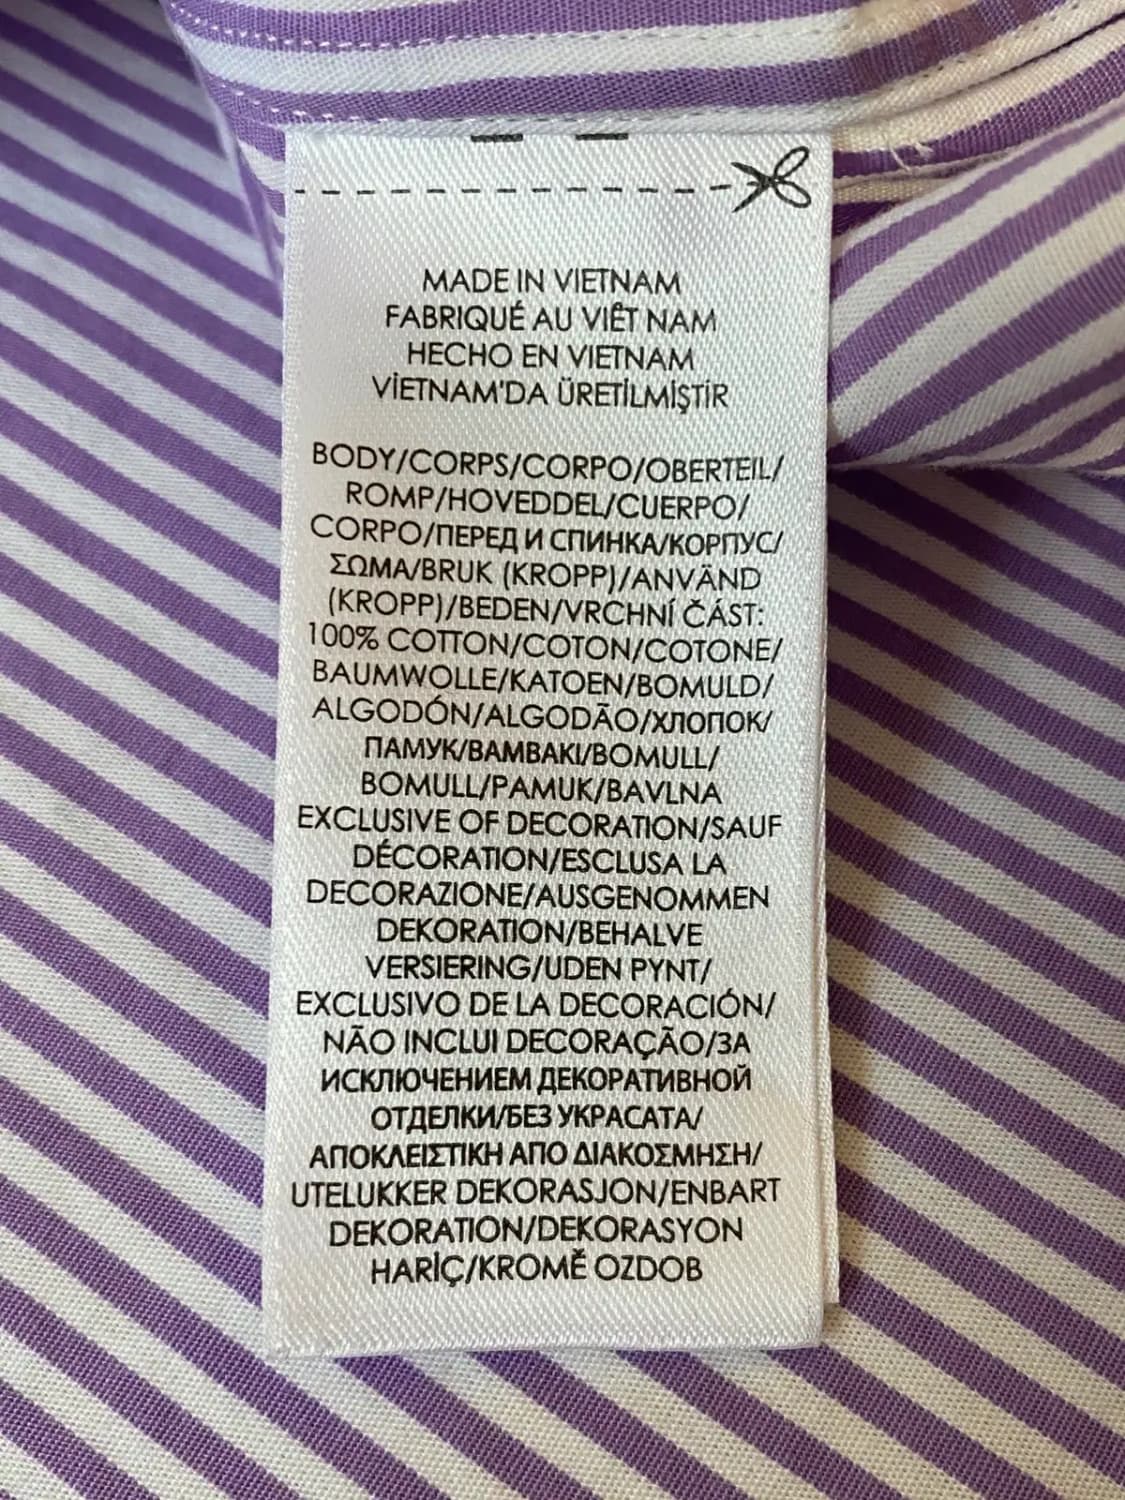 MADE IN VIETNAM
FABRIQUÉ AU VIÊT NAM
HECHO EN VIETNAM
VİETNAM'DA ÜRETİLMİŞTİR
BODY/CORPS/CORPO/OBERTEIL/
ROMP/HOVEDDEL/CUERPO/
CORPO/ПЕРЕД И СПИНКА/КОРПУС/
ΣΩΜΑ/BRUK (KROPP)/ANVÄND
(KROPP)/BEDEN/VRCHNÍ ČÁST:
100% COTTON/COTON/COTONE/
BAUMWOLLE/KATOEN/BOMULD/
ALGODÓN/ALGODÃO/ХЛОПОК/
ПАМУК/ΒΑΜΒΑΚΙ/BOMULL/
BOMULL/PAMUK/BAVLNA
EXCLUSIVE OF DECORATION/SAUF
DÉCORATION/ESCLUSA LA
DECORAZIONE/AUSGENOMMEN
DEKORATION/BEHALVE
VERSIERING/UDEN PYNT/
EXCLUSIVO DE LA DECORACIÓN/
NÃO INCLUI DECORAÇÃO/ЗА
ИСКЛЮЧЕНИЕМ ДЕКОРАТИВНОЙ
ОТДЕЛКИ/БЕЗ УКРАСАТА/
ΑΠΟΚΛΕΙΣΤΙΚΗ ΑΠΟ ΔΙΑΚΟΣΜΗΣΗ/
UTELUKKER DEKORASJON/ENBART
DEKORATION/DEKORASYON
HARİÇ/KROMĚ OZDOB